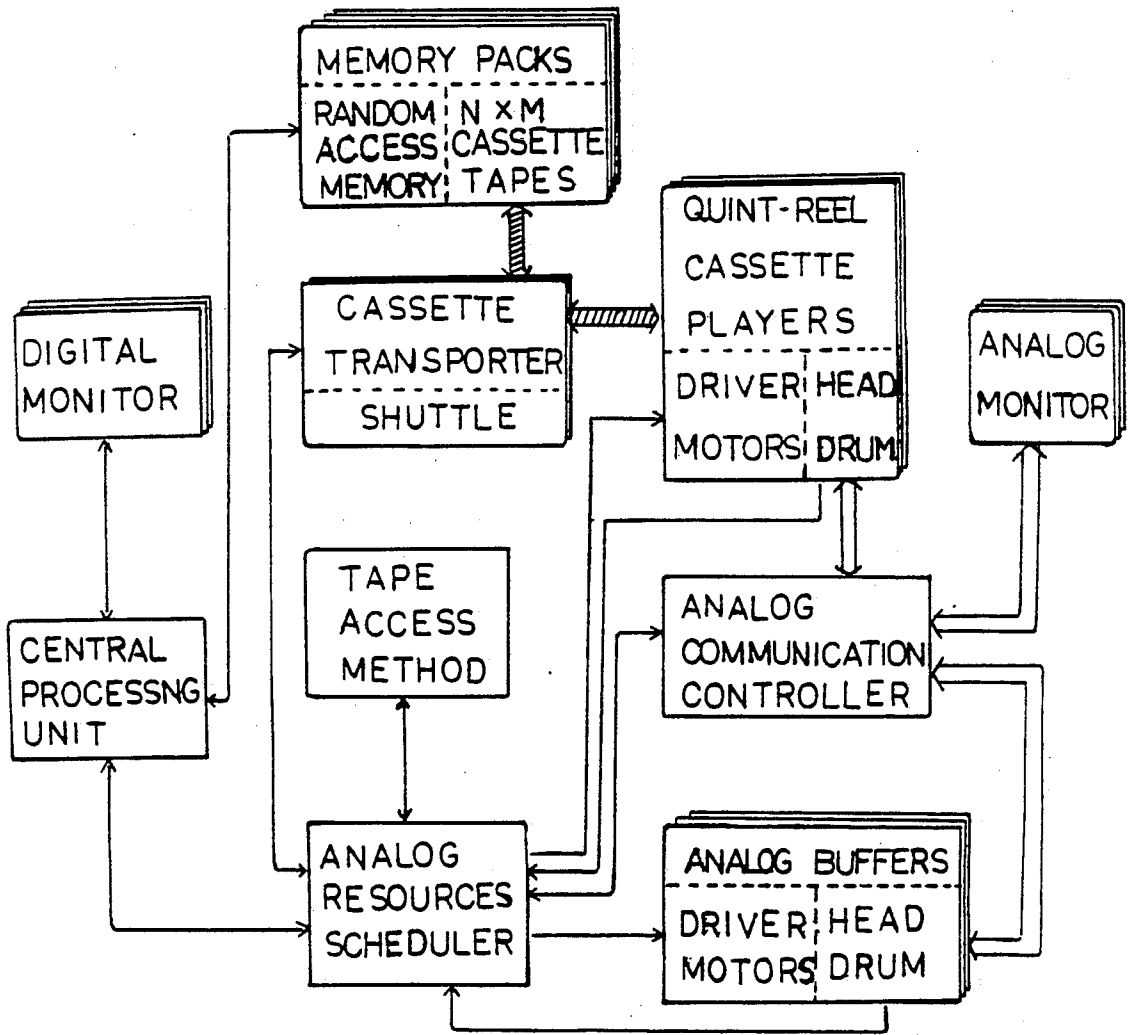 MEMORY PACKS
RANDOM
ACCESS
MEMORY
N X M
CASSETTE
TAPES
QUINT-REEL
CASSETTE
PLAYERS
DRIVER
MOTORS
HEAD
DRUM
CASSETTE
TRANSPORTER
SHUTTLE
DIGITAL
MONITOR
ANALOG
MONITOR
TAPE
ACCESS
METHOD
ANALOG
COMMUNICATION
CONTROLLER
CENTRAL
PROCESSNG
UNIT
ANALOG
RESOURCES
SCHEDULER
ANALOG BUFFERS
DRIVER
MOTORS
HEAD
DRUM